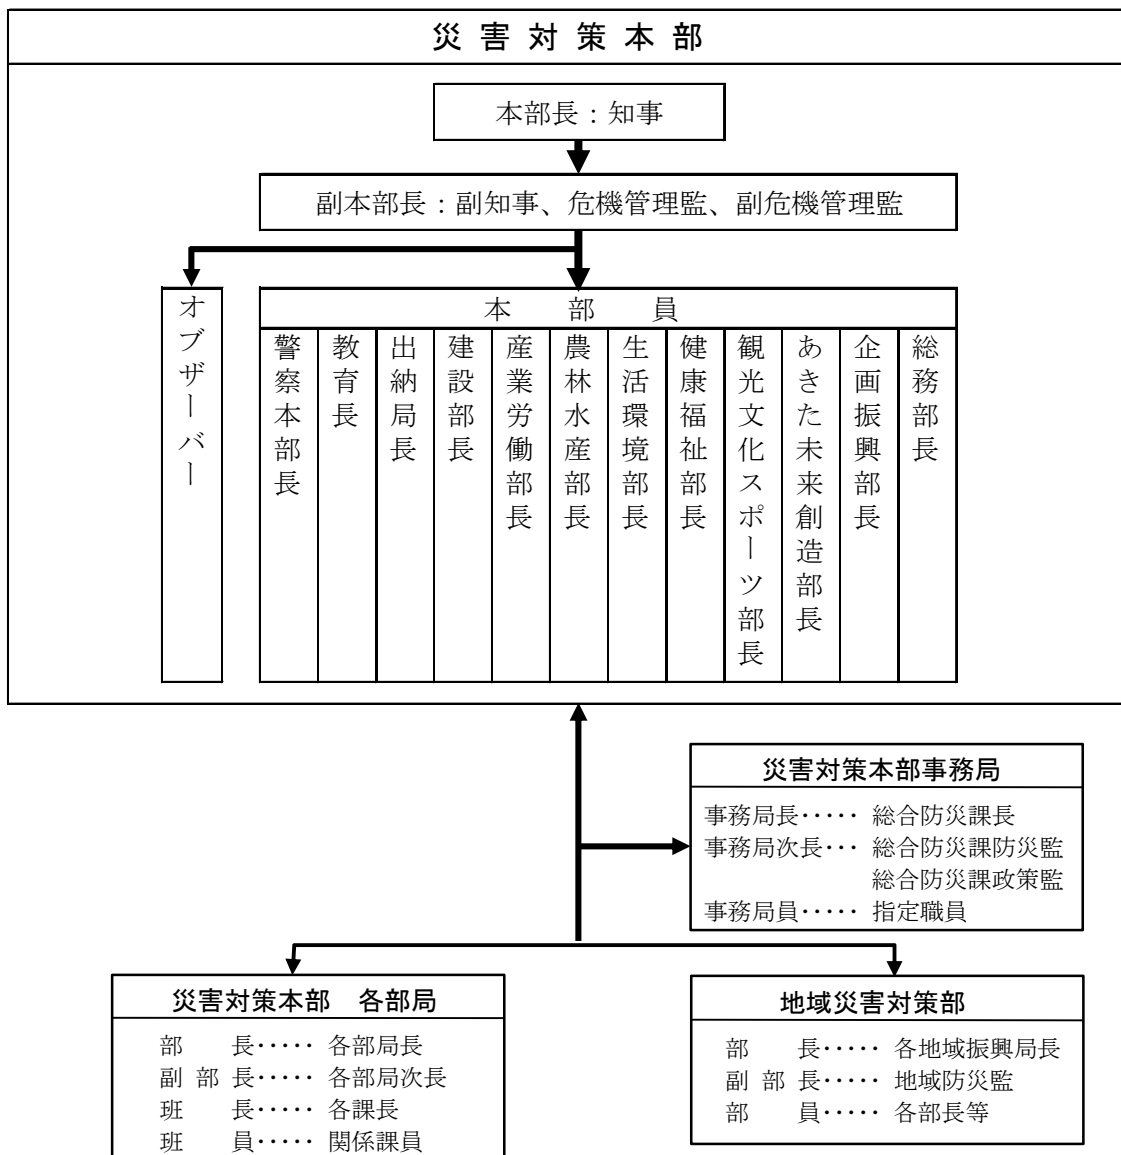 災害対策本部
本部長：知事
副本部長：副知事、危機管理監、副危機管理監
オブザーバー
本部員
総務部長
企画振興部長
あきた未来創造部長
観光文化スポーツ部長
健康福祉部長
生活環境部長
農林水産部長
産業労働部長
建設部長
出納局長
教育長
警察本部長
災害対策本部事務局
事務局長‥‥‥ 総合防災課長
事務局次長‥‥ 総合防災課防災監
総合防災課政策監
事務局員‥‥‥ 指定職員
災害対策本部　各部局
部　　長‥‥‥ 各部局長
副 部 長‥‥‥ 各部局次長
班　　長‥‥‥ 各課長
班　　員‥‥‥ 関係課員
地域災害対策部
部　　長‥‥‥ 各地域振興局長
副 部 長‥‥‥ 地域防災監
部　　員‥‥‥ 各部長等